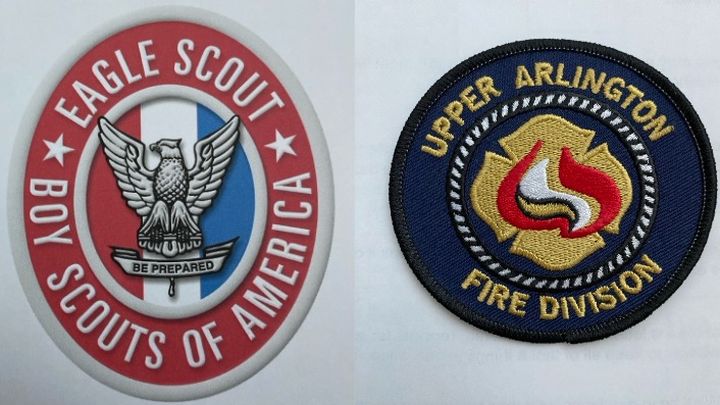 EAGLE SCOUT
BOY SCOUTS OF AMERICA
BE PREPARED
UPPER ARLINGTON
FIRE DIVISION